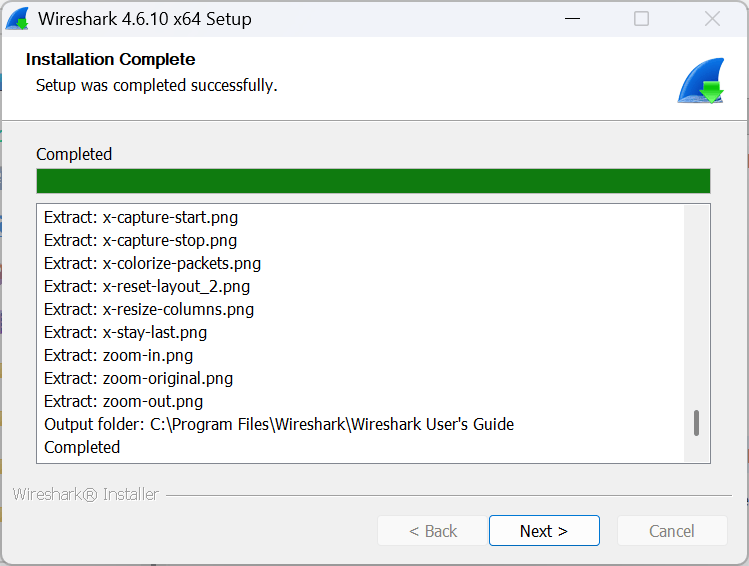 Wireshark 4.6.10 x64 Setup
Installation Complete
Setup was completed successfully.
Completed
Extract: x-capture-start.png
Extract: x-capture-stop.png
Extract: x-colorize-packets.png
Extract: x-reset-layout_2.png
Extract: x-resize-columns.png
Extract: x-stay-last.png
Extract: zoom-in.png
Extract: zoom-original.png
Extract: zoom-out.png
Output folder: C:\Program Files\Wireshark\Wireshark User's Guide
Completed
Wireshark® Installer
< Back
Next >
Cancel